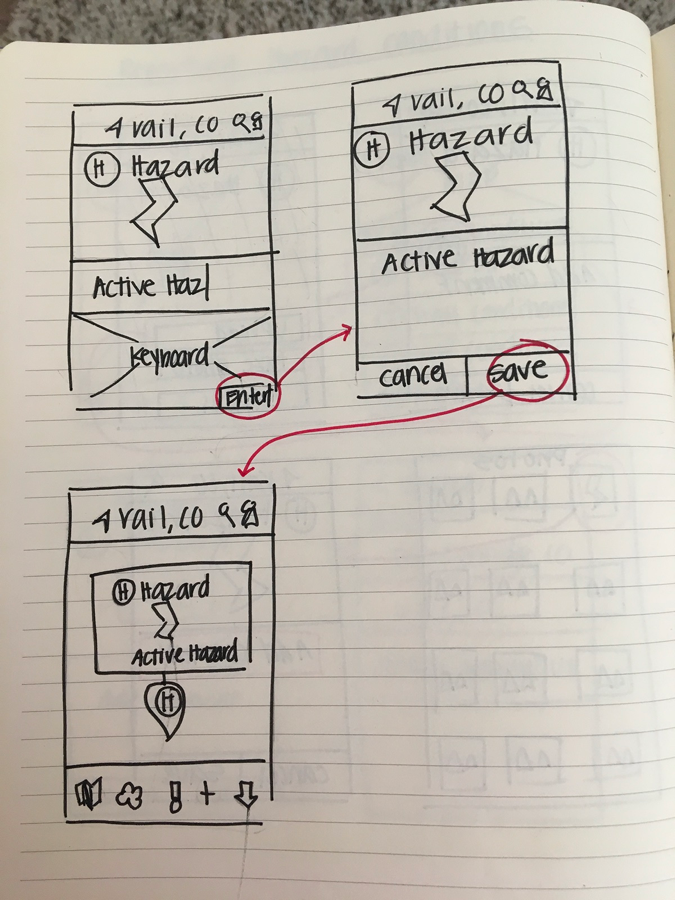 vail, CO
H Hazard
Active Haz
Keyboard
Enter
vail, CO
H Hazard
Active Hazard
cancel save
vail, CO
H Hazard
Active Hazard
H